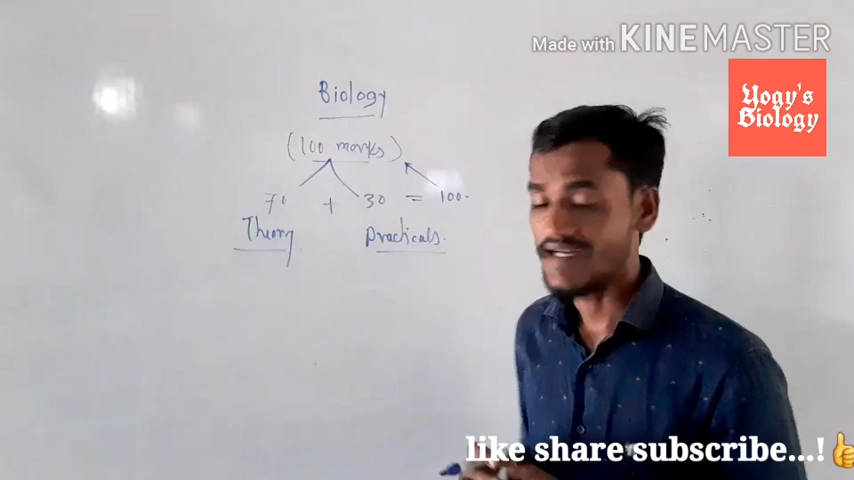 Made with KINEMASTER
Yogy's
Biology
Biology
(100 marks)
70 + 30 = 100.
Theory Practicals.
like share subscribe...!👍